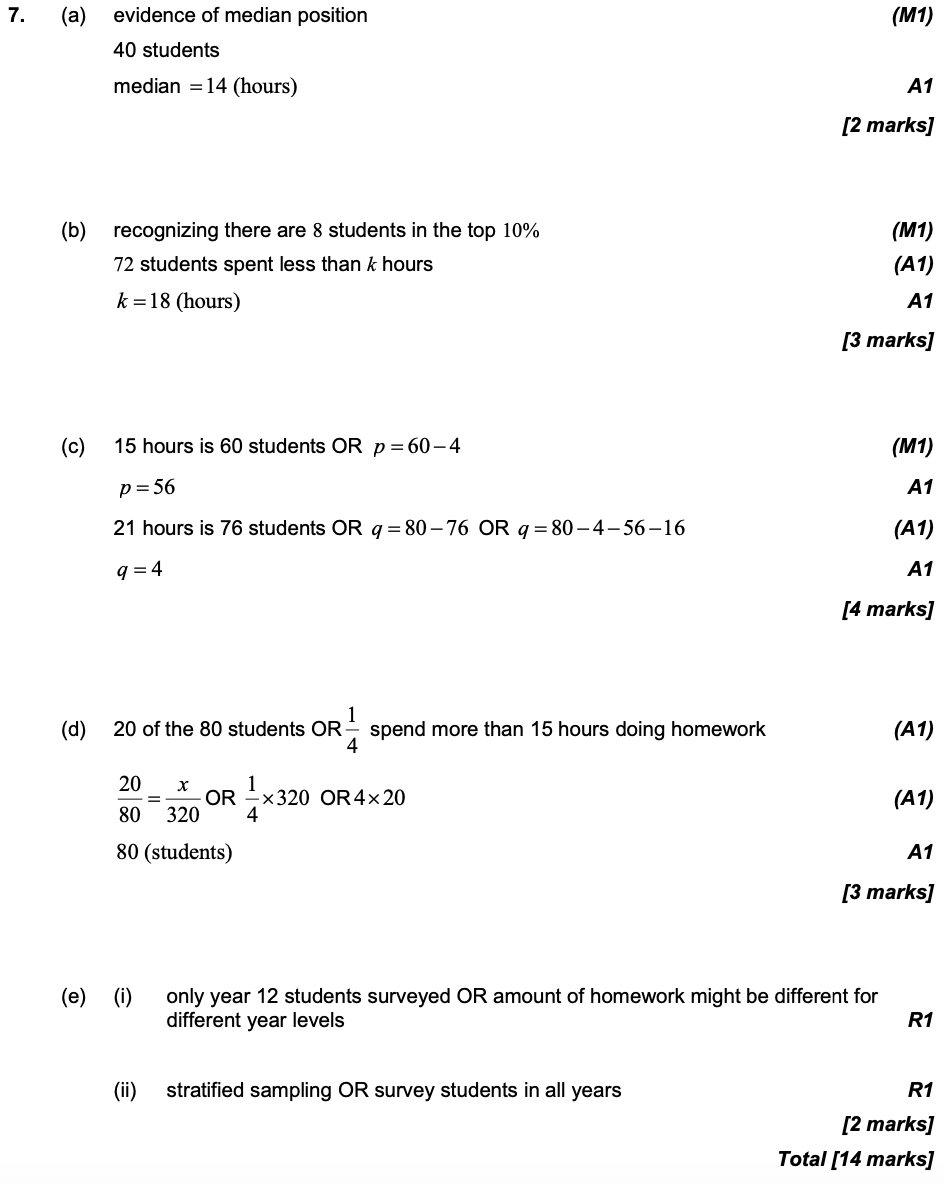 7. (a) evidence of median position (M1)
40 students
median = 14 (hours) A1
[2 marks]
(b) recognizing there are 8 students in the top 10% (M1)
72 students spent less than k hours (A1)
k = 18 (hours) A1
[3 marks]
(c) 15 hours is 60 students OR p = 60 − 4 (M1)
p = 56 A1
21 hours is 76 students OR q = 80 − 76 OR q = 80 − 4 − 56 − 16 (A1)
q = 4 A1
[4 marks]
(d) 20 of the 80 students OR 1/4 spend more than 15 hours doing homework (A1)
20/80 = x/320 OR 1/4 × 320 OR 4 × 20 (A1)
80 (students) A1
[3 marks]
(e) (i) only year 12 students surveyed OR amount of homework might be different for
different year levels R1
(ii) stratified sampling OR survey students in all years R1
[2 marks]
Total [14 marks]